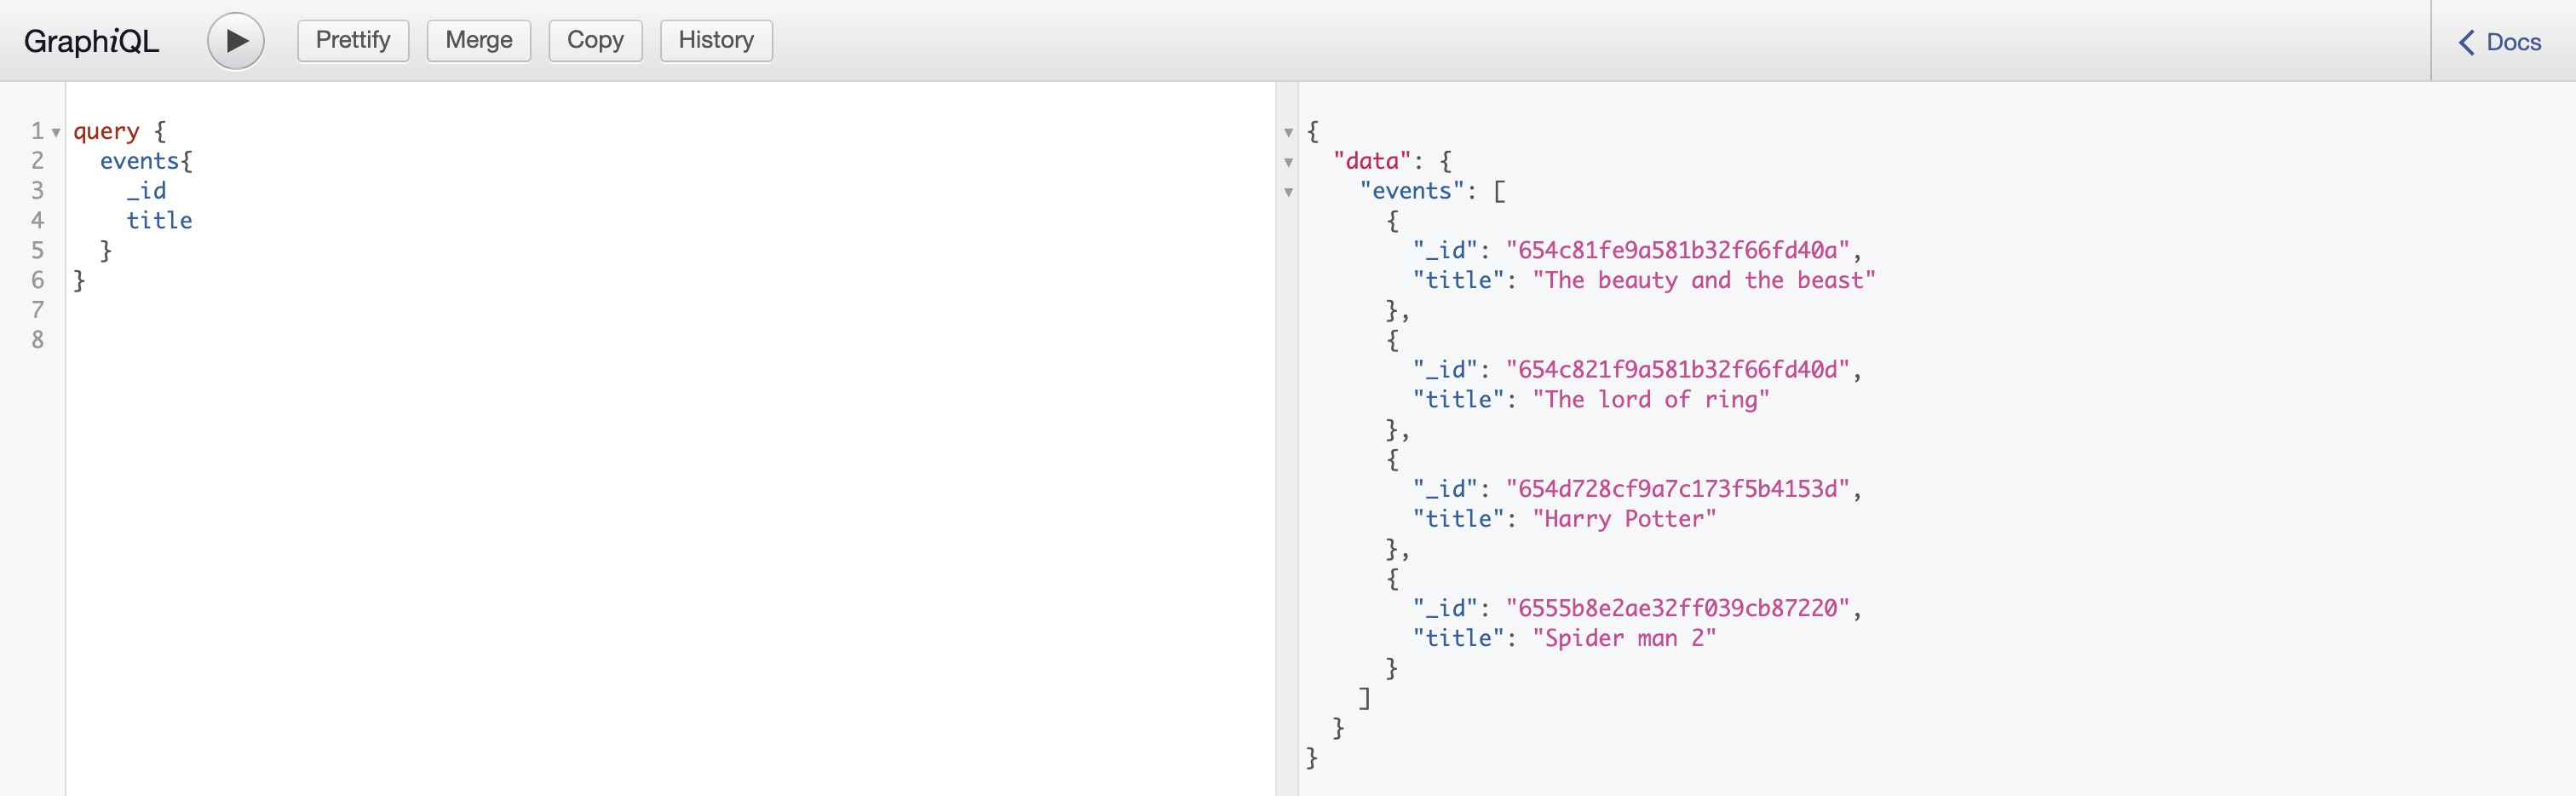 GraphiQL Prettify Merge Copy History Docs
1 query {
2 events{
3 _id
4 title
5 }
6 }
7
8
{
"data": {
"events": [
{
"_id": "654c81fe9a581b32f66fd40a",
"title": "The beauty and the beast"
},
{
"_id": "654c821f9a581b32f66fd40d",
"title": "The lord of ring"
},
{
"_id": "654d728cf9a7c173f5b4153d",
"title": "Harry Potter"
},
{
"_id": "6555b8e2ae32ff039cb87220",
"title": "Spider man 2"
}
]
}
}